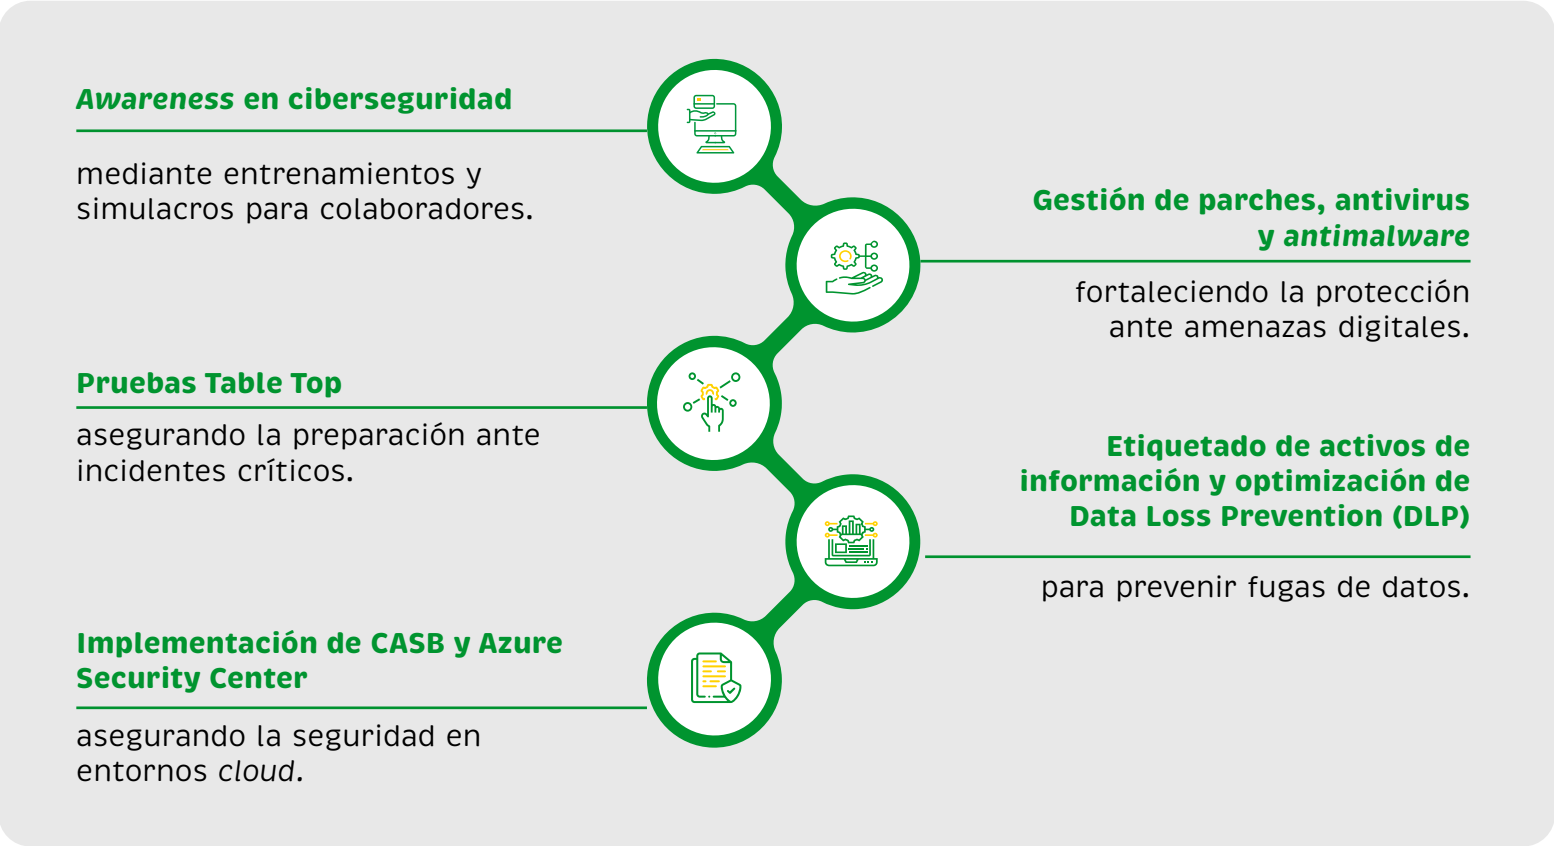 Awareness en ciberseguridad
mediante entrenamientos y
simulacros para colaboradores.
Gestión de parches, antivirus
y antimalware
fortaleciendo la protección
ante amenazas digitales.
Pruebas Table Top
asegurando la preparación ante
incidentes críticos.
Etiquetado de activos de
información y optimización de
Data Loss Prevention (DLP)
para prevenir fugas de datos.
Implementación de CASB y Azure
Security Center
asegurando la seguridad en
entornos cloud.